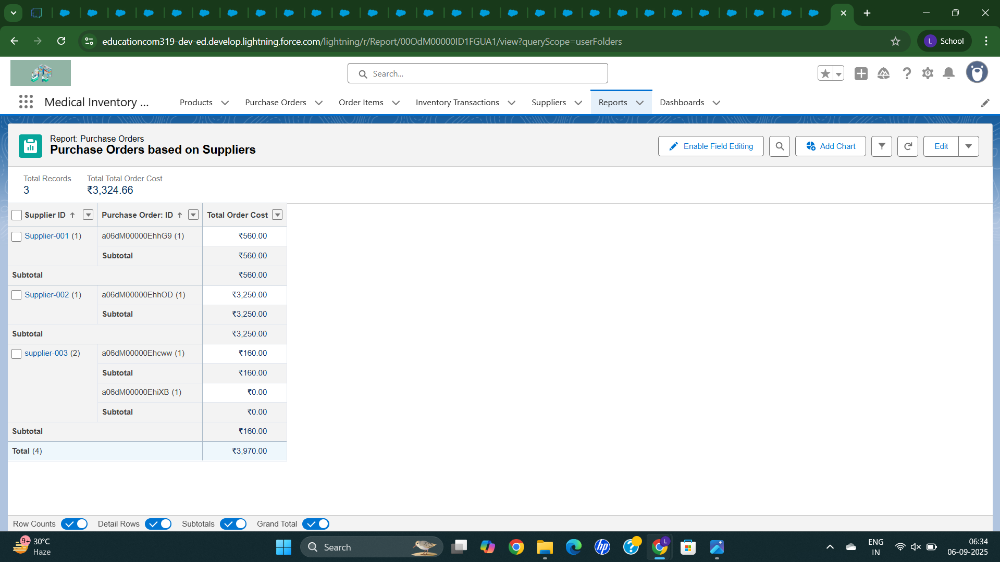 educationcom319-dev-ed.develop.lightning.force.com/lightning/r/Report/00OdM00000ID1FGUA1/view?queryScope=userFolders
L School
Search...
Medical Inventory ...
Products
Purchase Orders
Order Items
Inventory Transactions
Suppliers
Reports
Dashboards
Report: Purchase Orders
Purchase Orders based on Suppliers
Enable Field Editing
Add Chart
Edit
Total Records
3
Total Total Order Cost
₹3,324.66
Supplier ID ↑ Purchase Order: ID ↑ Total Order Cost
Supplier-001 (1) a06dM00000EhhG9 (1) ₹560.00
Subtotal ₹560.00
Subtotal ₹560.00
Supplier-002 (1) a06dM00000EhhOD (1) ₹3,250.00
Subtotal ₹3,250.00
Subtotal ₹3,250.00
supplier-003 (2) a06dM00000Ehcww (1) ₹160.00
Subtotal ₹160.00
a06dM00000EhiXB (1) ₹0.00
Subtotal ₹0.00
Subtotal ₹160.00
Total (4) ₹3,970.00
Row Counts
Detail Rows
Subtotals
Grand Total
9+
30°C
Haze
Search
hp
L
ENG
IN
06:34
06-09-2025